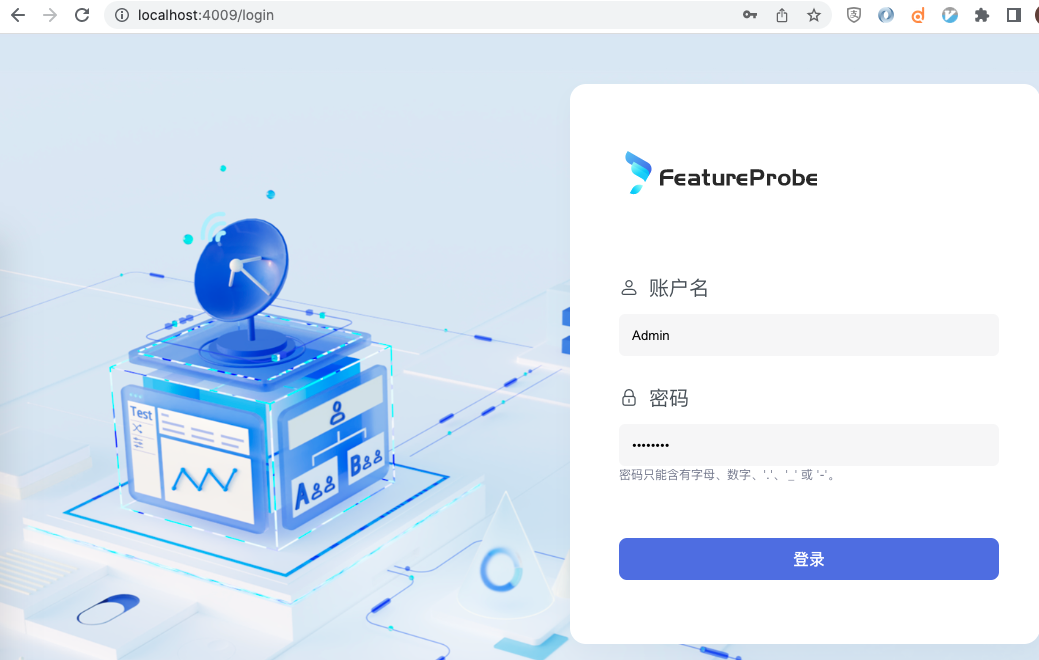 localhost:4009/login
FeatureProbe
账户名
Admin
密码
••••••••
密码只能含有字母、数字、'.'、'_' 或 '-'。
登录
Test
A
B